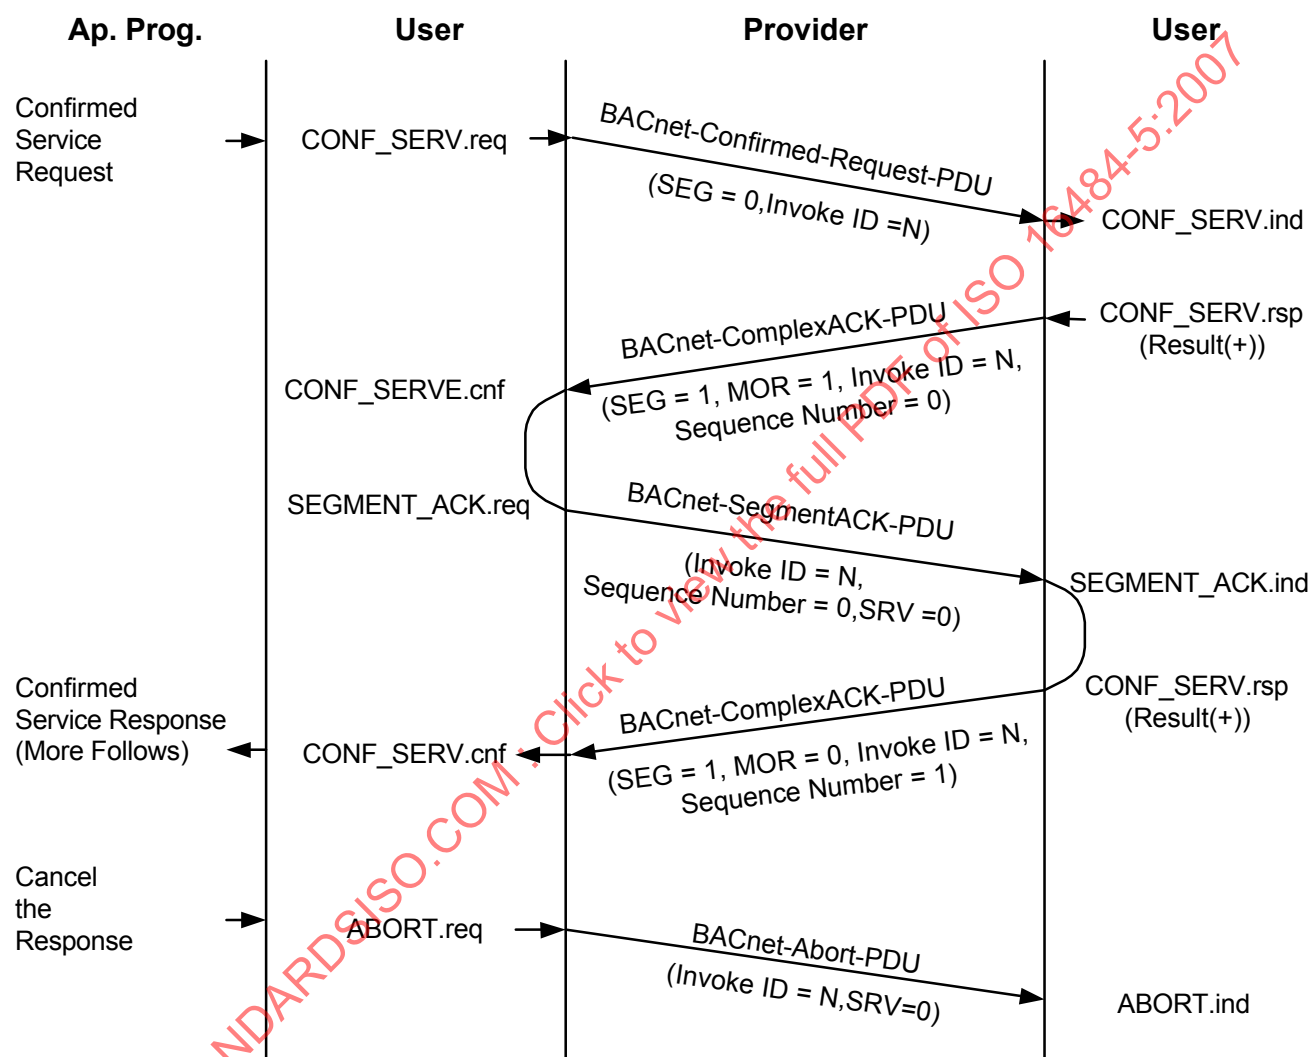 Ap. Prog. User Provider User
Confirmed
Service
Request
CONF_SERV.req
BACnet-Confirmed-Request-PDU
(SEG = 0,Invoke ID =N)
CONF_SERV.ind
BACnet-ComplexACK-PDU
CONF_SERV.rsp
(Result(+))
CONF_SERVE.cnf
(SEG = 1, MOR = 1, Invoke ID = N,
Sequence Number = 0)
SEGMENT_ACK.req
BACnet-SegmentACK-PDU
(Invoke ID = N,
Sequence Number = 0,SRV =0)
SEGMENT_ACK.ind
Confirmed
Service Response
(More Follows)
BACnet-ComplexACK-PDU
CONF_SERV.rsp
(Result(+))
CONF_SERV.cnf
(SEG = 1, MOR = 0, Invoke ID = N,
Sequence Number = 1)
Cancel
the
Response
ABORT.req
BACnet-Abort-PDU
(Invoke ID = N,SRV=0)
ABORT.ind
NDARDSISO.COM : Click to view the full PDF of ISO 16484-5:2007